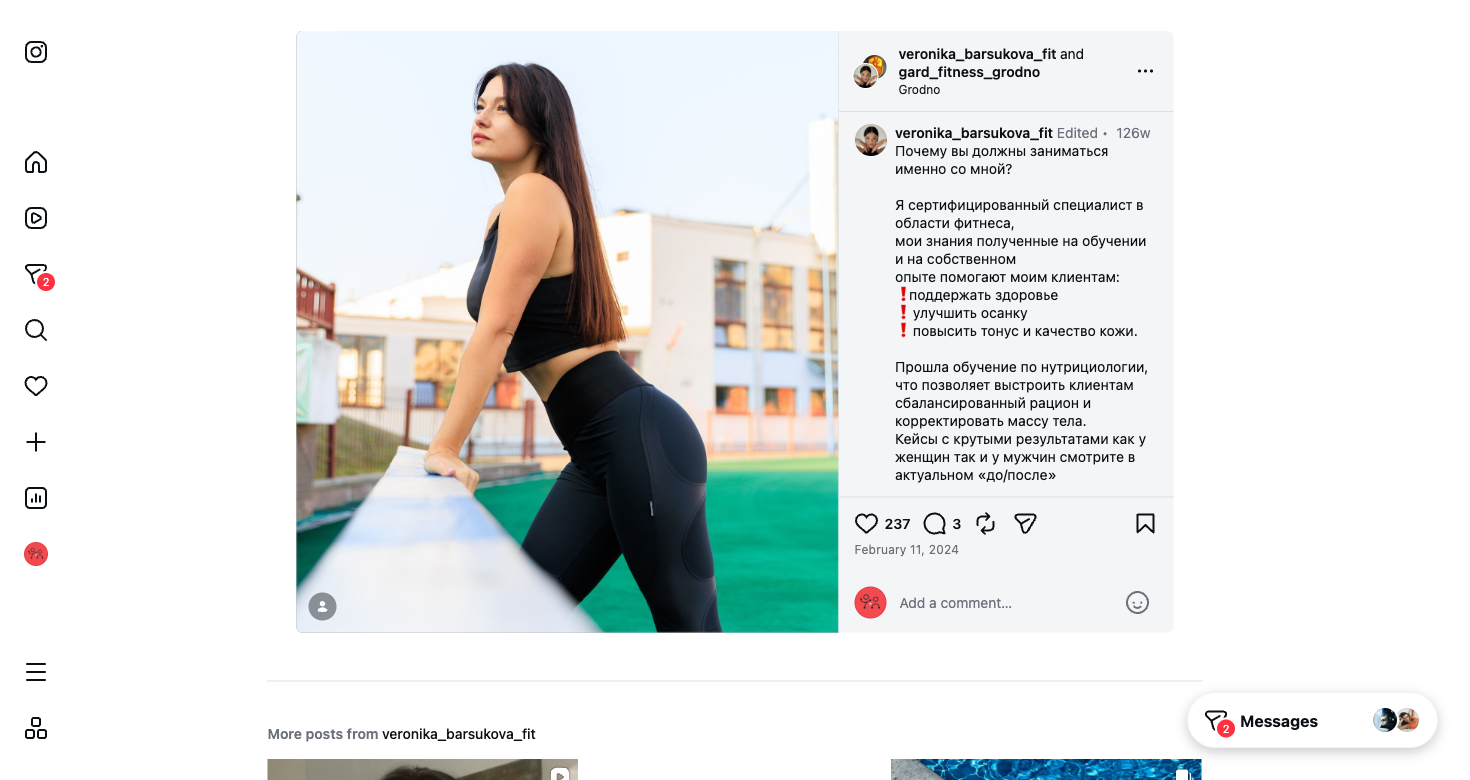 2
veronika_barsukova_fit and
gard_fitness_grodno
Grodno
veronika_barsukova_fit Edited • 126w
Почему вы должны заниматься
именно со мной?
Я сертифицированный специалист в
области фитнеса,
мои знания полученные на обучении
и на собственном
опыте помогают моим клиентам:
❗поддержать здоровье
❗ улучшить осанку
❗ повысить тонус и качество кожи.
Прошла обучение по нутрициологии,
что позволяет выстроить клиентам
сбалансированный рацион и
корректировать массу тела.
Кейсы с крутыми результатами как у
женщин так и у мужчин смотрите в
актуальном «до/после»
237 3
February 11, 2024
Add a comment...
More posts from veronika_barsukova_fit
2 Messages